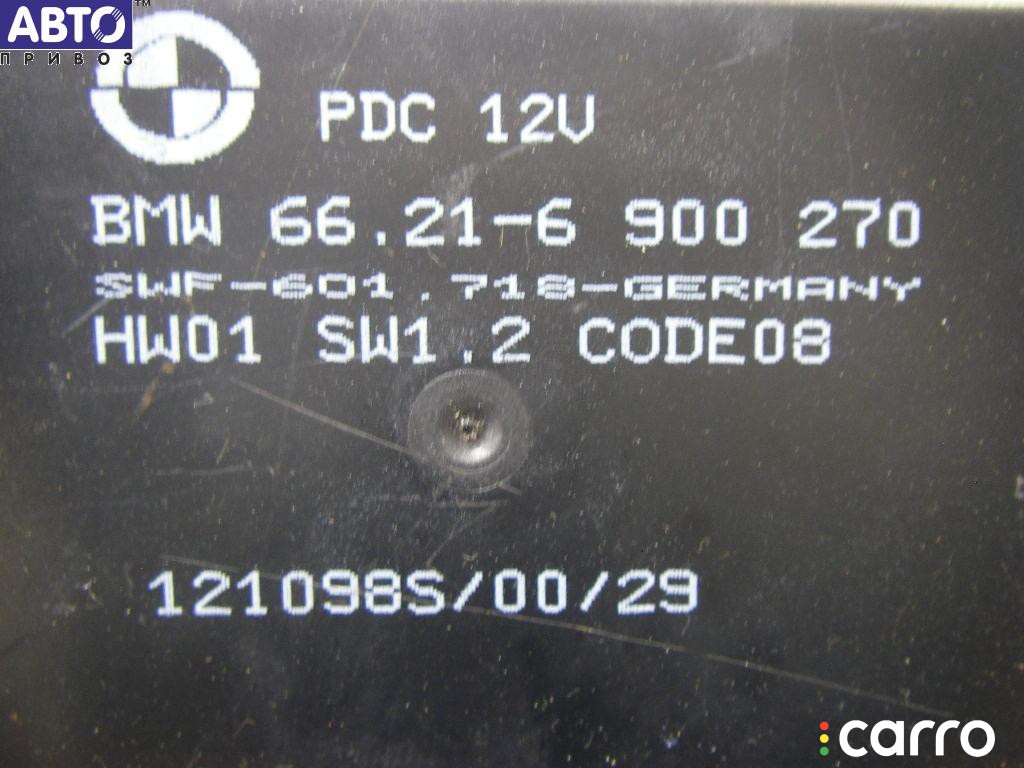 АВТО™
ПРИВОЗ
PDC 12V
BMW 66.21-6 900 270
SWF-601.718-GERMANY
HW01 SW1.2 CODE08
121098S/00/29
carro